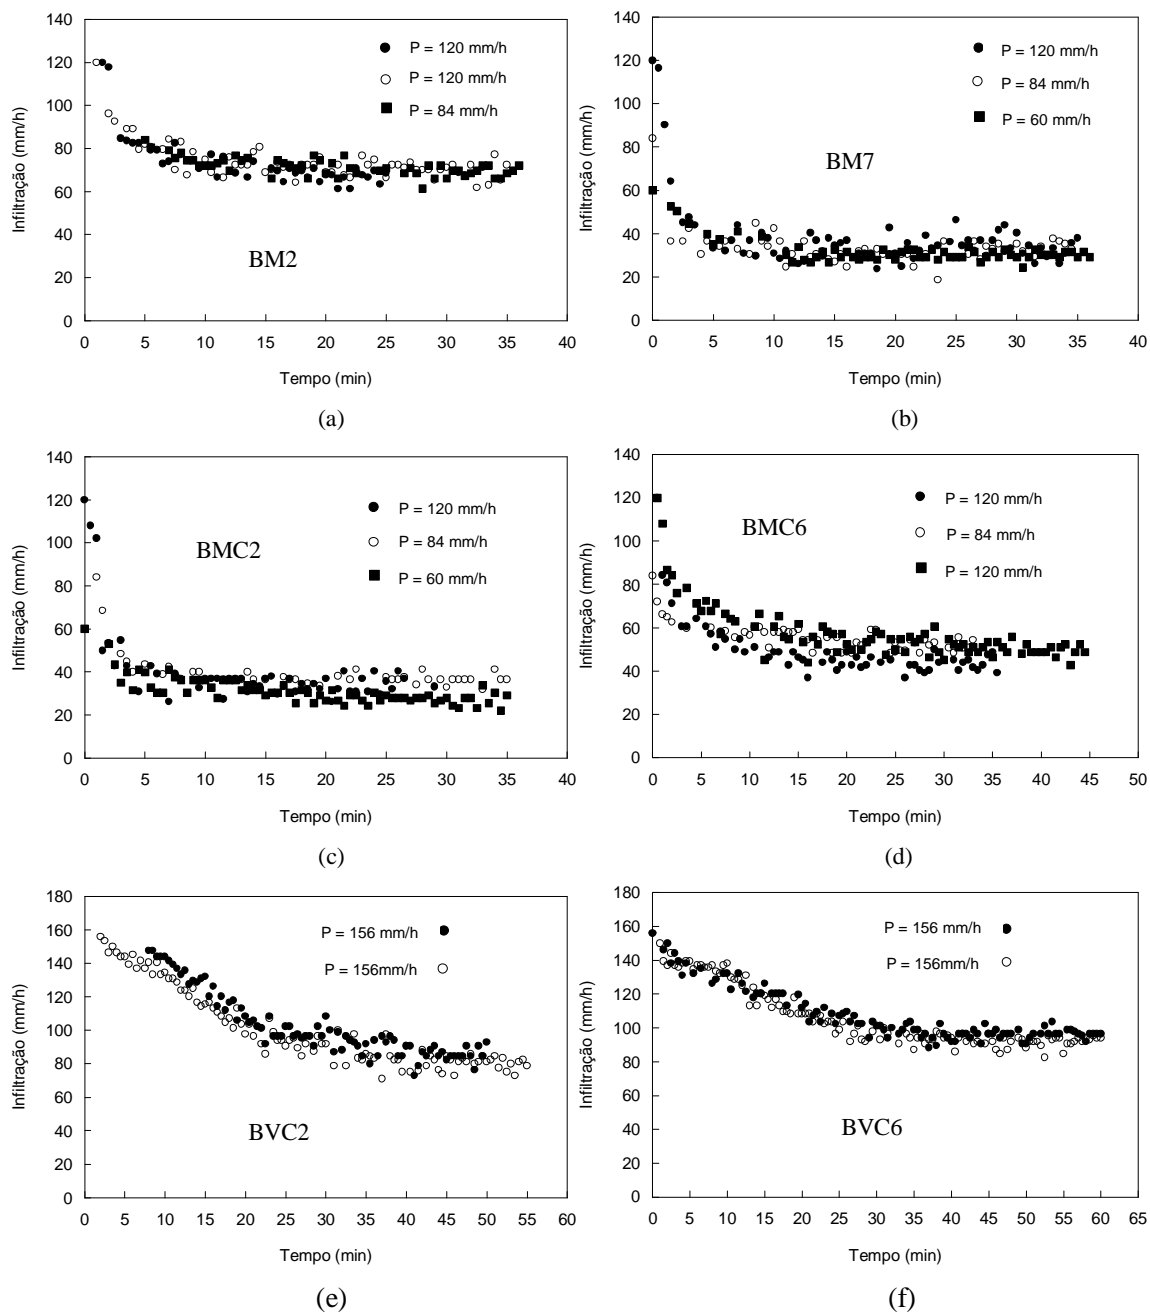 Infiltração (mm/h)
140
120
100
80
60
40
20
0
P = 120 mm/h
P = 120 mm/h
P = 84 mm/h
BM2
0 5 10 15 20 25 30 35 40
Tempo (min)
(a)
Infiltração (mm/h)
140
120
100
80
60
40
20
0
P = 120 mm/h
P = 84 mm/h
P = 60 mm/h
BM7
0 5 10 15 20 25 30 35 40
Tempo (min)
(b)
Infiltração (mm/h)
140
120
100
80
60
40
20
0
P = 120 mm/h
P = 84 mm/h
P = 60 mm/h
BMC2
0 5 10 15 20 25 30 35 40
Tempo (min)
(c)
Infiltração (mm/h)
140
120
100
80
60
40
20
0
P = 120 mm/h
P = 84 mm/h
P = 120 mm/h
BMC6
0 5 10 15 20 25 30 35 40 45 50
Tempo (min)
(d)
Infiltração (mm/h)
180
160
140
120
100
80
60
40
20
0
P = 156 mm/h
P = 156mm/h
BVC2
0 5 10 15 20 25 30 35 40 45 50 55 60
Tempo (min)
(e)
Infiltração (mm/h)
180
160
140
120
100
80
60
40
20
0
P = 156 mm/h
P = 156mm/h
BVC6
0 5 10 15 20 25 30 35 40 45 50 55 60 65
Tempo (min)
(f)